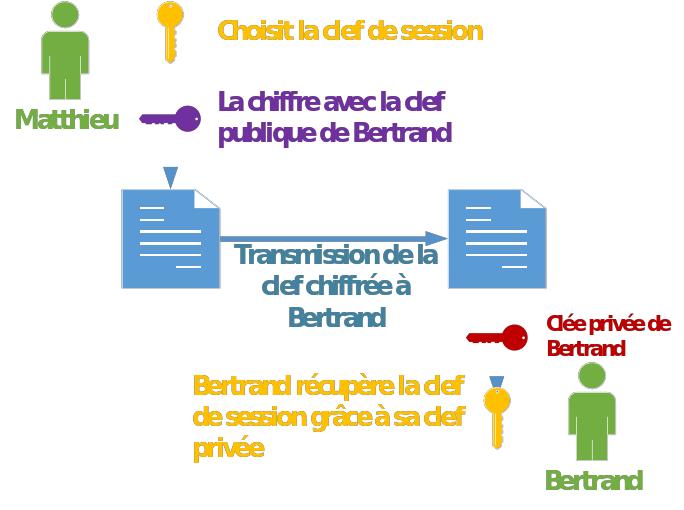 Choisit la clef de session
Matthieu
La chiffre avec la clef
publique de Bertrand
Transmission de la
clef chiffrée à
Bertrand
Clée privée de
Bertrand
Bertrand récupère la clef
de session grâce à sa clef
privée
Bertrand